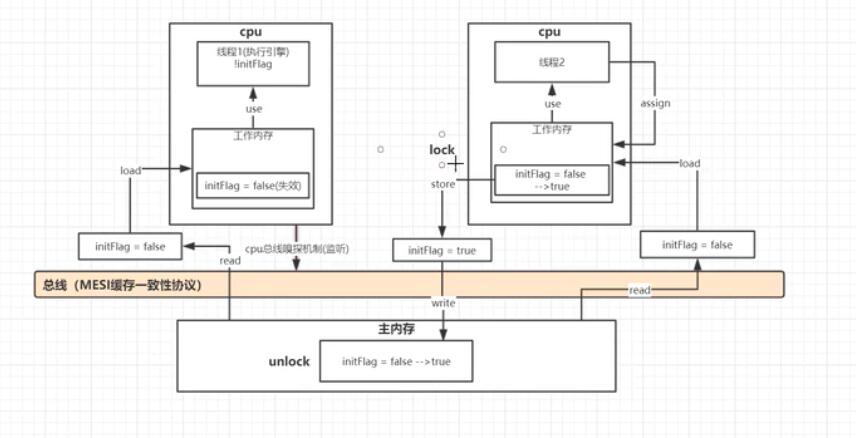 cpu
线程1(执行引擎)
!initFlag
use
工作内存
initFlag = false(失效)
load
initFlag = false
read
cpu总线嗅探机制(监听)
cpu
线程2
use
assign
工作内存
initFlag = false
-->true
lock
store
load
initFlag = true
initFlag = false
总线（MESI缓存一致性协议）
write
read
主内存
unlock
initFlag = false -->true